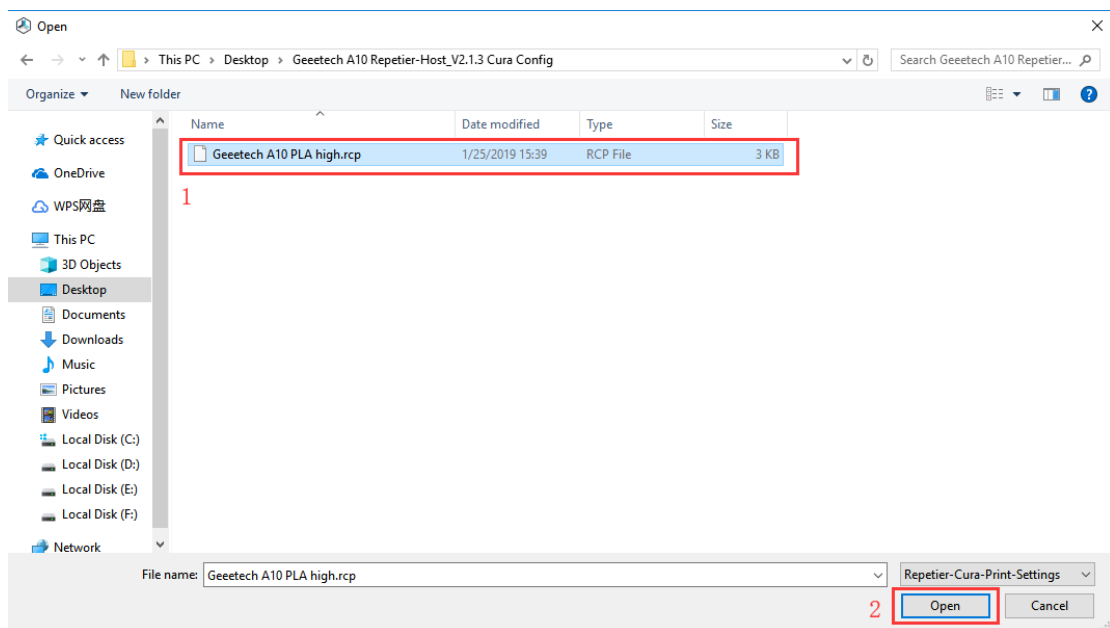 Open
This PC > Desktop > Geeetech A10 Repetier-Host_V2.1.3 Cura Config
Search Geeetech A10 Repetier...
Organize
New folder
Name
Date modified
Type
Size
Geeetech A10 PLA high.rcp
1/25/2019 15:39
RCP File
3 KB
1
Quick access
OneDrive
WPS网盘
This PC
3D Objects
Desktop
Documents
Downloads
Music
Pictures
Videos
Local Disk (C:)
Local Disk (D:)
Local Disk (E:)
Local Disk (F:)
Network
File name:
Geeetech A10 PLA high.rcp
Repetier-Cura-Print-Settings
2
Open
Cancel